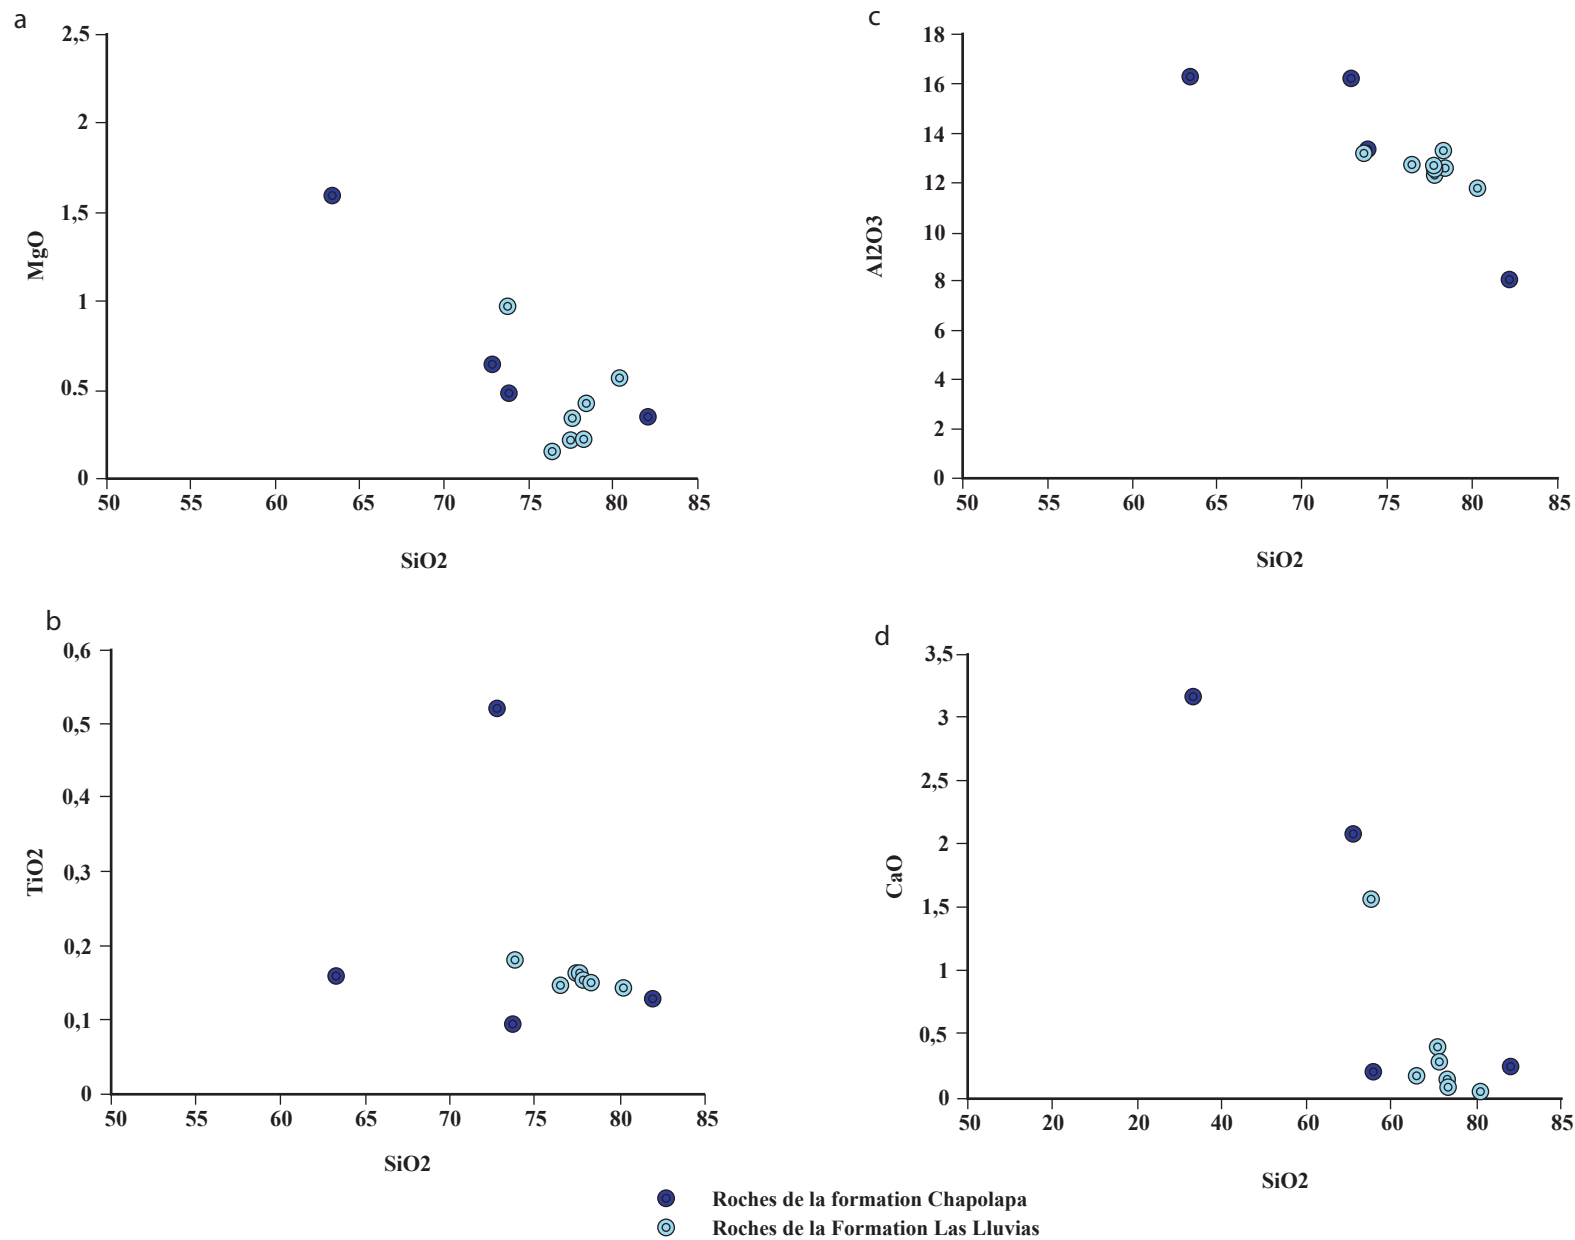 a
2,5
2
1,5
1
0.5
0
MgO
50 55 60 65 70 75 80 85
SiO2
c
18
16
14
12
10
8
6
4
2
0
Al2O3
50 55 60 65 70 75 80 85
SiO2
b
0,6
0,5
0,4
0,3
0,2
0,1
0
TiO2
50 55 60 65 70 75 80 85
SiO2
d
3,5
3
2,5
2
1,5
1
0,5
0
CaO
50 20 20 40 60 60 80 85
SiO2
Roches de la formation Chapolapa
Roches de la Formation Las Lluvias